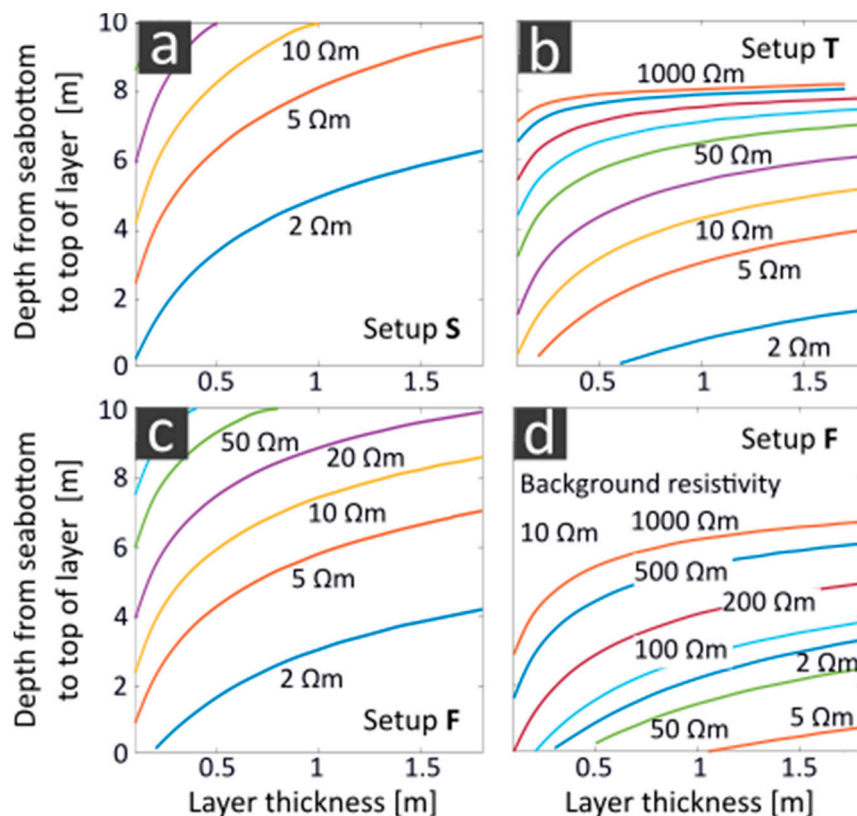 a
10 Ωm
5 Ωm
2 Ωm
Setup S
Depth from seabottom
to top of layer [m]
10
8
6
4
2
0
0.5
1
1.5
b
Setup T
1000 Ωm
50 Ωm
10 Ωm
5 Ωm
2 Ωm
0.5
1
1.5
c
50 Ωm
20 Ωm
10 Ωm
5 Ωm
2 Ωm
Setup F
Depth from seabottom
to top of layer [m]
10
8
6
4
2
0
0.5
1
1.5
Layer thickness [m]
d
Setup F
Background resistivity
10 Ωm
1000 Ωm
500 Ωm
200 Ωm
100 Ωm
2 Ωm
50 Ωm
5 Ωm
0.5
1
1.5
Layer thickness [m]